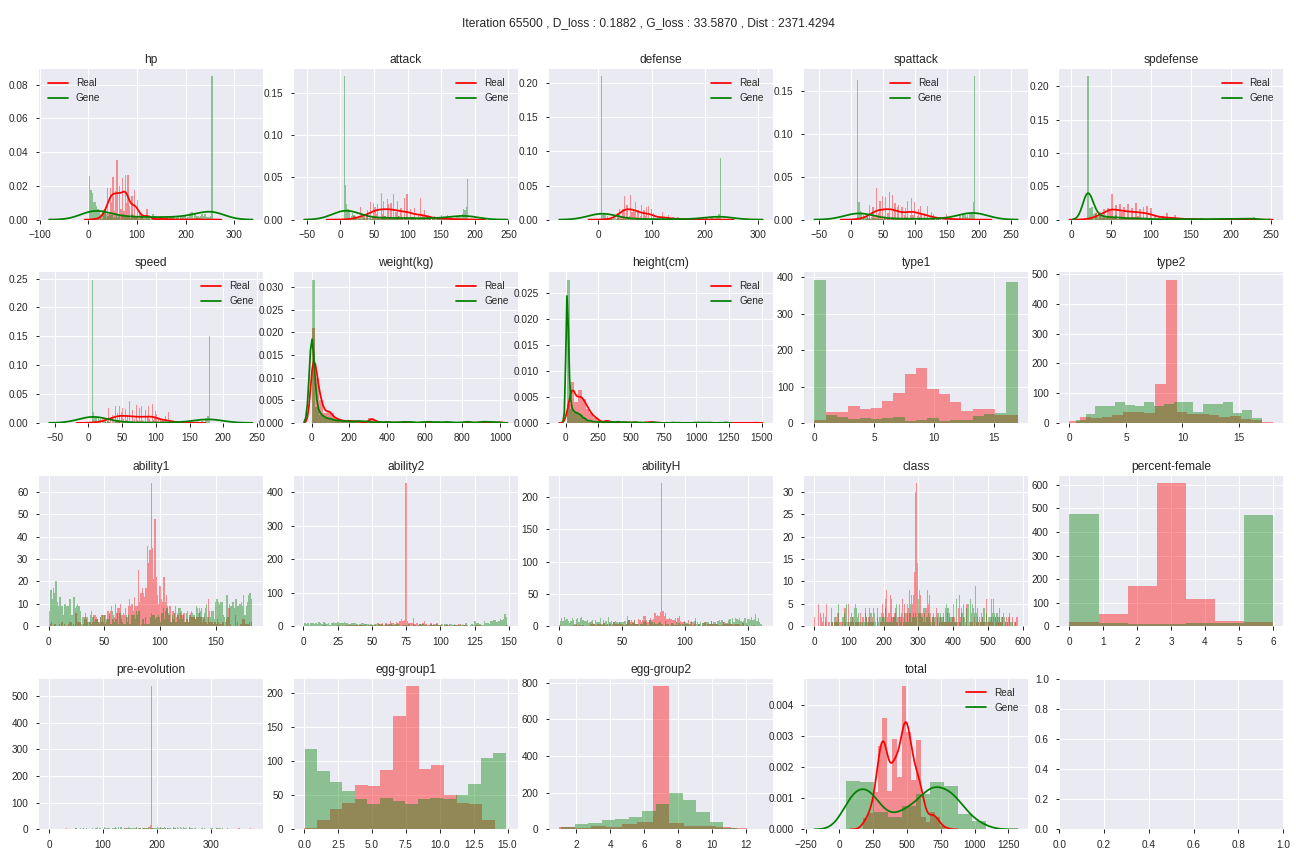 Iteration 65500 , D_loss : 0.1882 , G_loss : 33.5870 , Dist : 2371.4294
hp
attack
defense
spattack
spdefense
Real
Gene
Real
Gene
Real
Gene
Real
Gene
Real
Gene
0.08
0.06
0.04
0.02
0.00
0.15
0.10
0.05
0.00
0.20
0.15
0.10
0.05
0.00
0.15
0.10
0.05
0.00
0.20
0.15
0.10
0.05
0.00
−100 0 100 200 300
−50 0 50 100 150 200 250
0 100 200 300
−50 0 50 100 150 200 250
0 50 100 150 200 250
speed
weight(kg)
height(cm)
type1
type2
Real
Gene
Real
Gene
Real
Gene
0.25
0.20
0.15
0.10
0.05
0.00
0.030
0.025
0.020
0.015
0.010
0.005
0.000
0.025
0.020
0.015
0.010
0.005
0.000
400
300
200
100
0
500
400
300
200
100
0
−50 0 50 100 150 200 250
0 200 400 600 800 1000
0 250 500 750 1000 1250 1500
0 5 10 15
0 5 10 15
ability1
ability2
abilityH
class
percent-female
60
50
40
30
20
10
0
400
300
200
100
0
200
150
100
50
0
30
25
20
15
10
5
0
600
500
400
300
200
100
0
0 50 100 150
0 25 50 75 100 125 150
0 50 100 150
0 100 200 300 400 500 600
0 1 2 3 4 5 6
pre-evolution
egg-group1
egg-group2
total
Real
Gene
500
400
300
200
100
0
200
150
100
50
0
800
600
400
200
0
0.004
0.003
0.002
0.001
0.000
1.0
0.8
0.6
0.4
0.2
0.0
0 100 200 300
0.0 2.5 5.0 7.5 10.0 12.5 15.0
2 4 6 8 10 12
−250 0 250 500 750 1000 1250
0.0 0.2 0.4 0.6 0.8 1.0